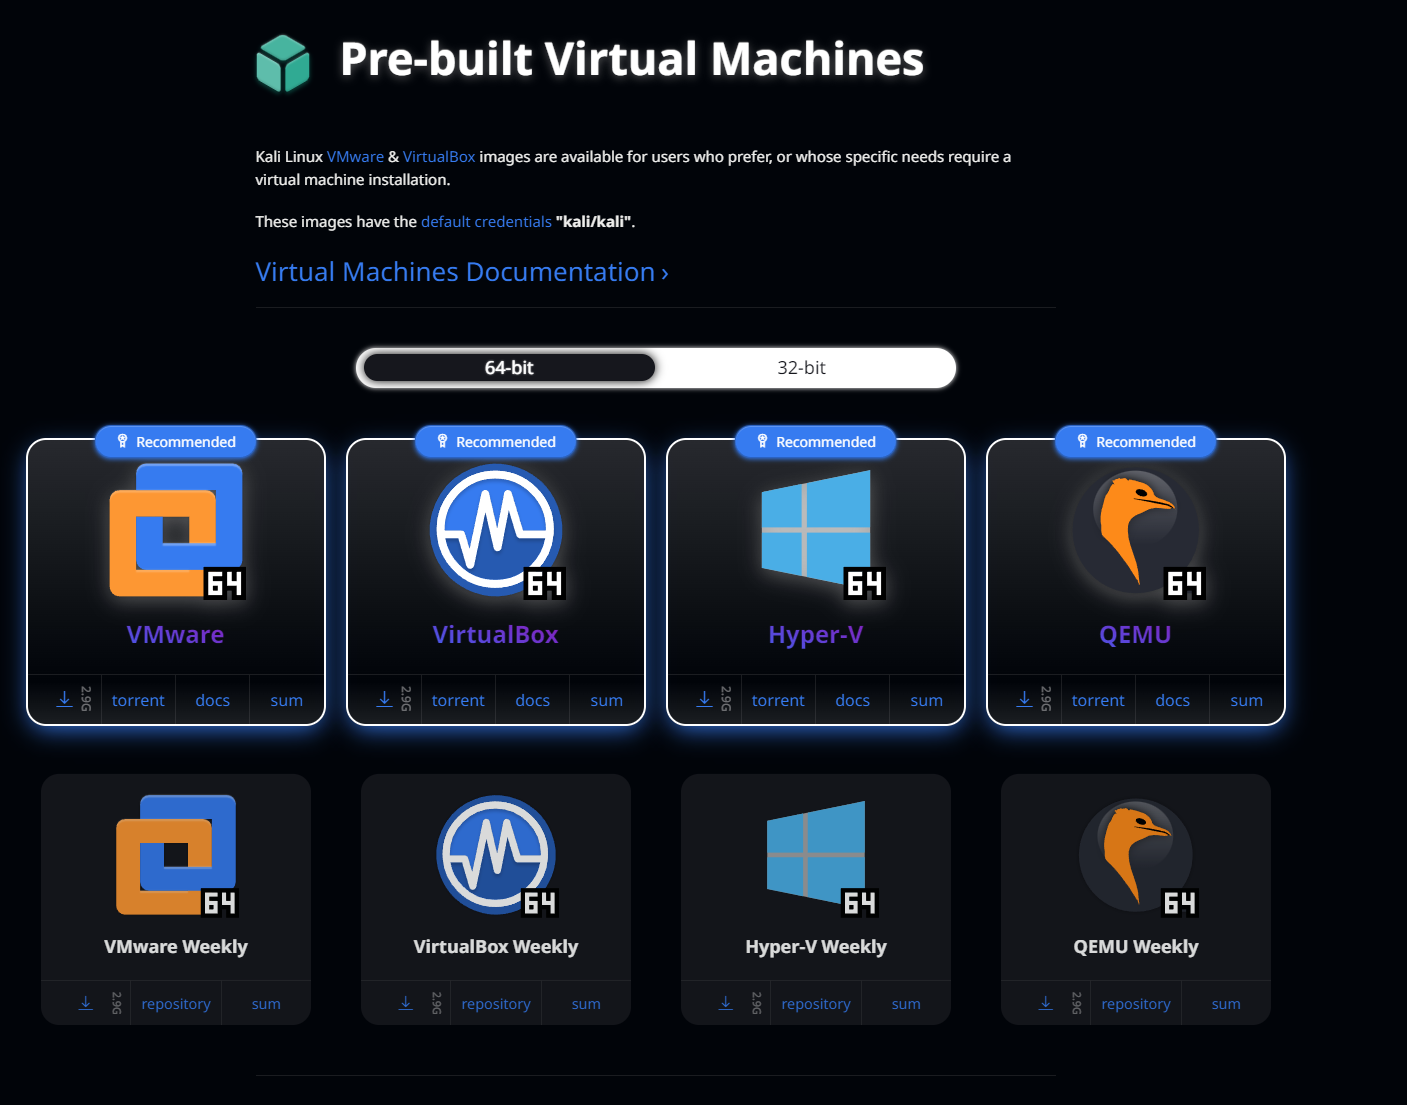 Pre-built Virtual Machines
Kali Linux VMware & VirtualBox images are available for users who prefer, or whose specific needs require a
virtual machine installation.
These images have the default credentials "kali/kali".
Virtual Machines Documentation ›
64-bit 32-bit
Recommended Recommended Recommended Recommended
64 64 64 64
VMware VirtualBox Hyper-V QEMU
2.9G torrent docs sum 2.9G torrent docs sum 2.9G torrent docs sum 2.9G torrent docs sum
64 64 64 64
VMware Weekly VirtualBox Weekly Hyper-V Weekly QEMU Weekly
2.9G repository sum 2.9G repository sum 2.9G repository sum 2.9G repository sum